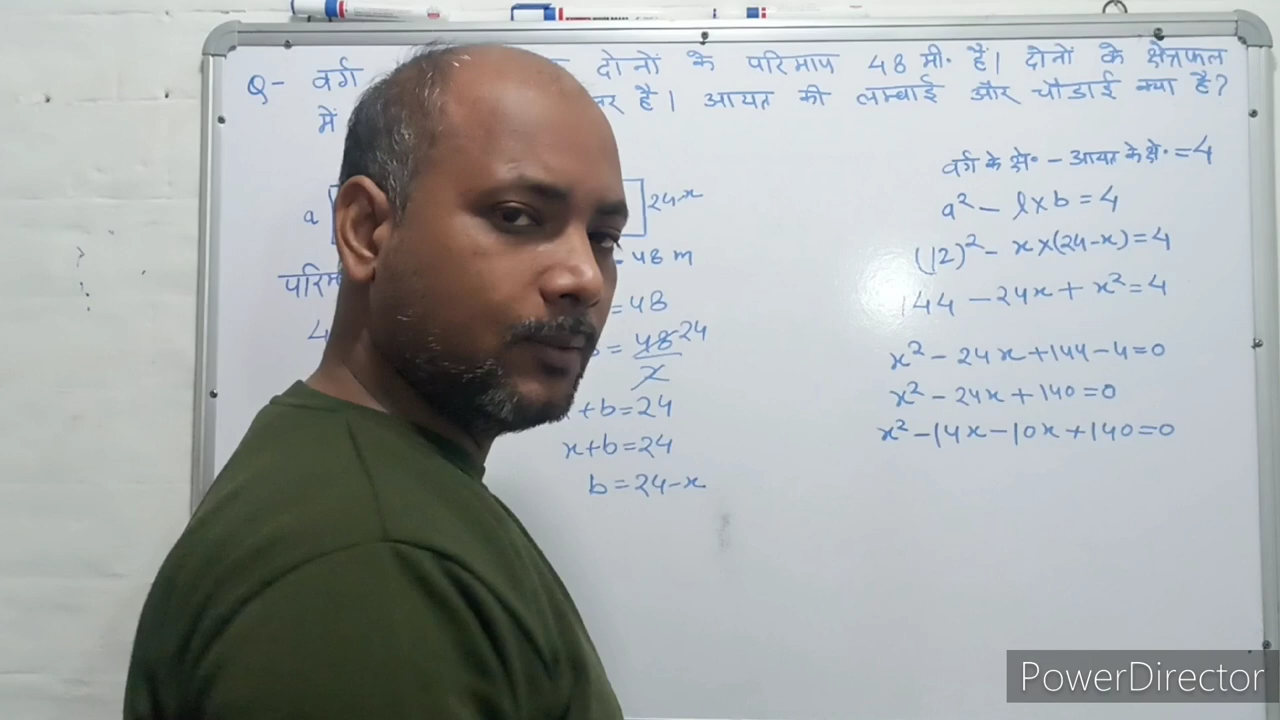 Q- वर्ग दोनों के परिमाप 48 मी. हैं। दोनों के क्षेत्रफल
में है। आयत की लम्बाई और चौडाई क्या है?
a 24-x
48 m
= 48
= 48 24
+b=24
x+b=24
b=24-x
वर्ग के क्षे॰ - आयत के क्षे॰ =4
a² - l×b = 4
(12)² - x×(24-x)=4
144 - 24x + x² = 4
x² - 24x + 144 - 4 = 0
x² - 24x + 140 = 0
x² - 14x - 10x + 140 = 0
PowerDirector